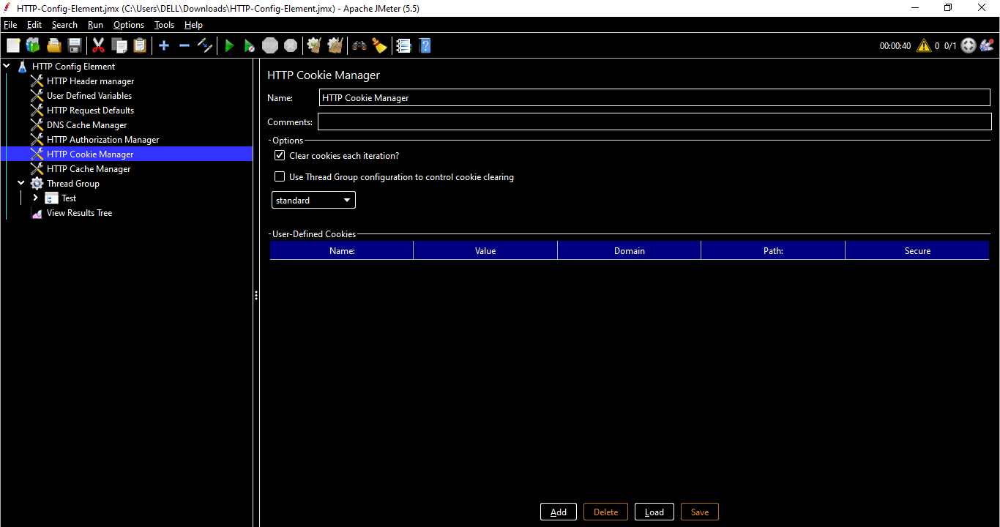 HTTP-Config-Element.jmx (C:\Users\DELL\Downloads\HTTP-Config-Element.jmx) - Apache JMeter (5.5)
File Edit Search Run Options Tools Help
00:00:40 0 0/1
HTTP Config Element
HTTP Header manager
User Defined Variables
HTTP Request Defaults
DNS Cache Manager
HTTP Authorization Manager
HTTP Cookie Manager
HTTP Cache Manager
Thread Group
Test
View Results Tree
HTTP Cookie Manager
Name: HTTP Cookie Manager
Comments:
Options
Clear cookies each iteration?
Use Thread Group configuration to control cookie clearing
standard
User-Defined Cookies
Name: Value Domain Path: Secure
Add Delete Load Save